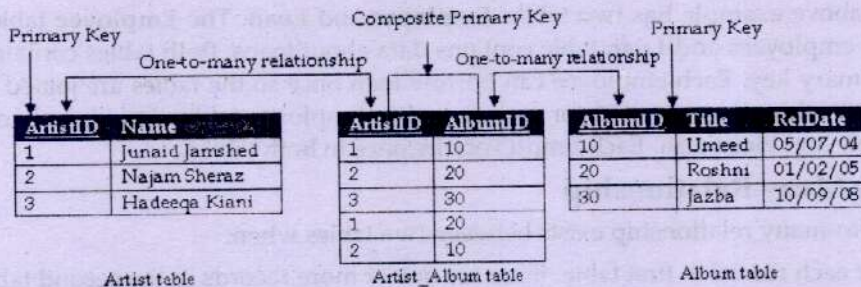 Composite Primary Key
Primary Key
Primary Key
One-to-many relationship
One-to-many relationship
ArtistID Name
1 Junaid Jamshed
2 Najam Sheraz
3 Hadeeqa Kiani
Artist table
ArtistID AlbumID
1 10
2 20
3 30
1 20
2 10
Artist_Album table
AlbumID Title RelDate
10 Umeed 05/07/04
20 Roshni 01/02/05
30 Jazba 10/09/08
Album table